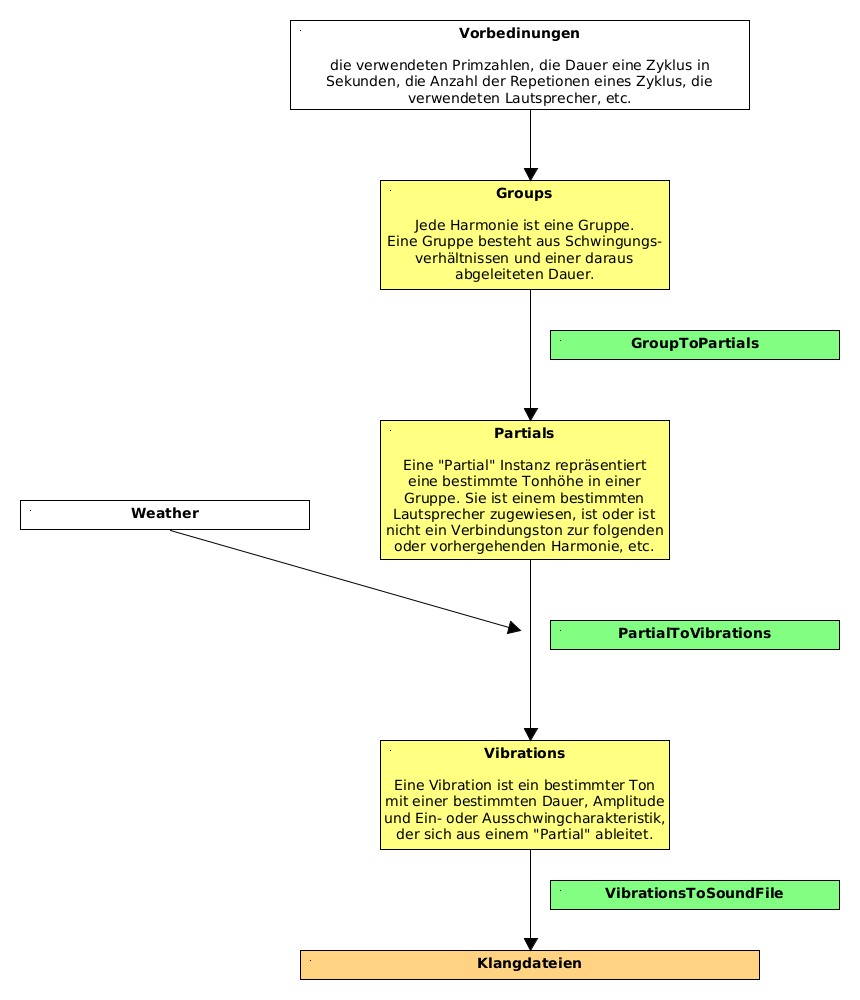 Vorbedinungen
die verwendeten Primzahlen, die Dauer eine Zyklus in
Sekunden, die Anzahl der Repetionen eines Zyklus, die
verwendeten Lautsprecher, etc.
Groups
Jede Harmonie ist eine Gruppe.
Eine Gruppe besteht aus Schwingungs-
verhältnissen und einer daraus
abgeleiteten Dauer.
GroupToPartials
Partials
Eine "Partial" Instanz repräsentiert
eine bestimmte Tonhöhe in einer
Gruppe. Sie ist einem bestimmten
Lautsprecher zugewiesen, ist oder ist
nicht ein Verbindungston zur folgenden
oder vorhergehenden Harmonie, etc.
Weather
PartialToVibrations
Vibrations
Eine Vibration ist ein bestimmter Ton
mit einer bestimmten Dauer, Amplitude
und Ein- oder Ausschwingcharakteristik,
der sich aus einem "Partial" ableitet.
VibrationsToSoundFile
Klangdateien